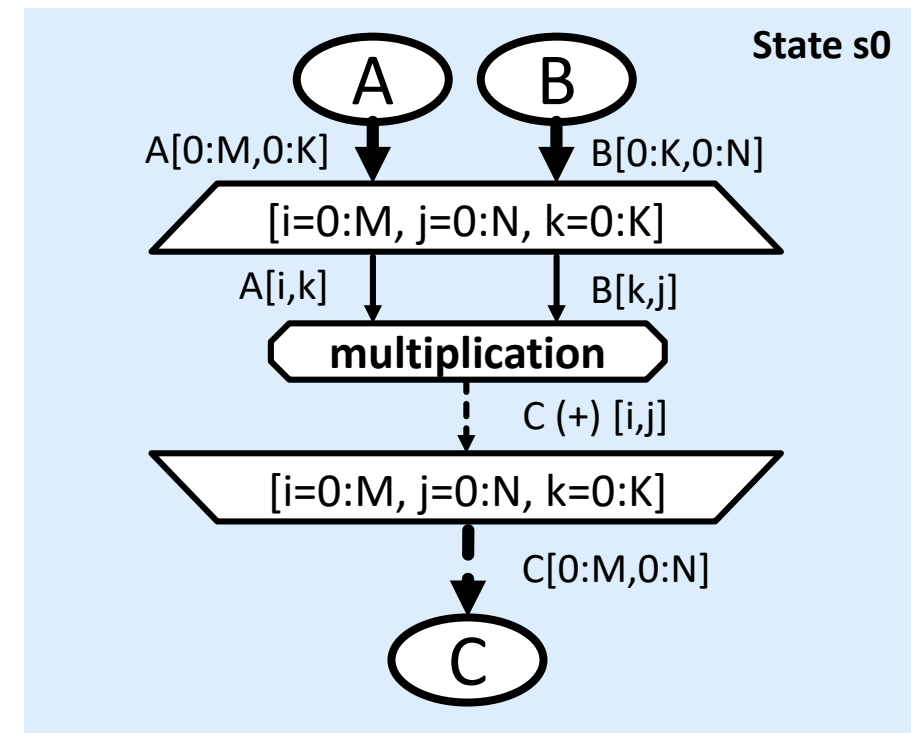 State s0
A
B
A[0:M,0:K]
B[0:K,0:N]
[i=0:M, j=0:N, k=0:K]
A[i,k]
B[k,j]
multiplication
C (+) [i,j]
[i=0:M, j=0:N, k=0:K]
C[0:M,0:N]
C